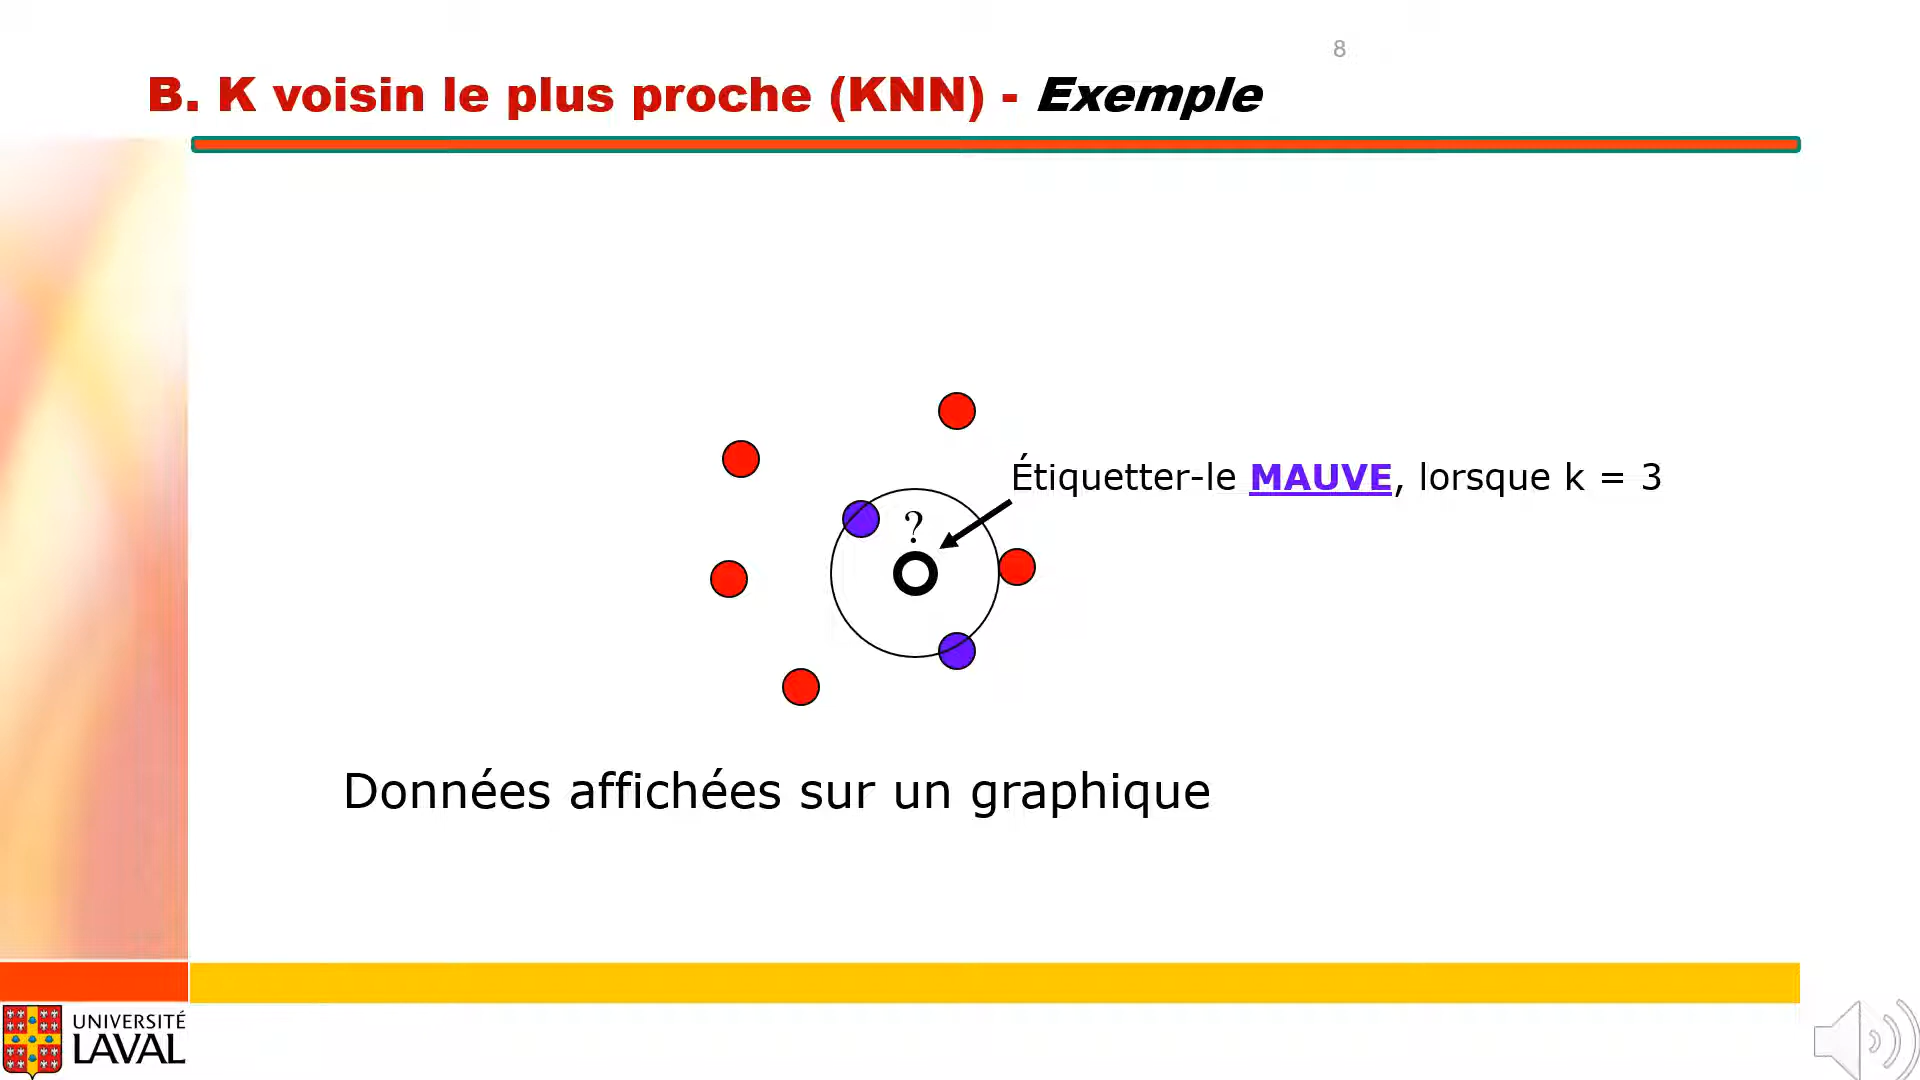 8
B. K voisin le plus proche (KNN) - Exemple
Étiquetter-le MAUVE, lorsque k = 3
?
Données affichées sur un graphique
UNIVERSITÉ
LAVAL